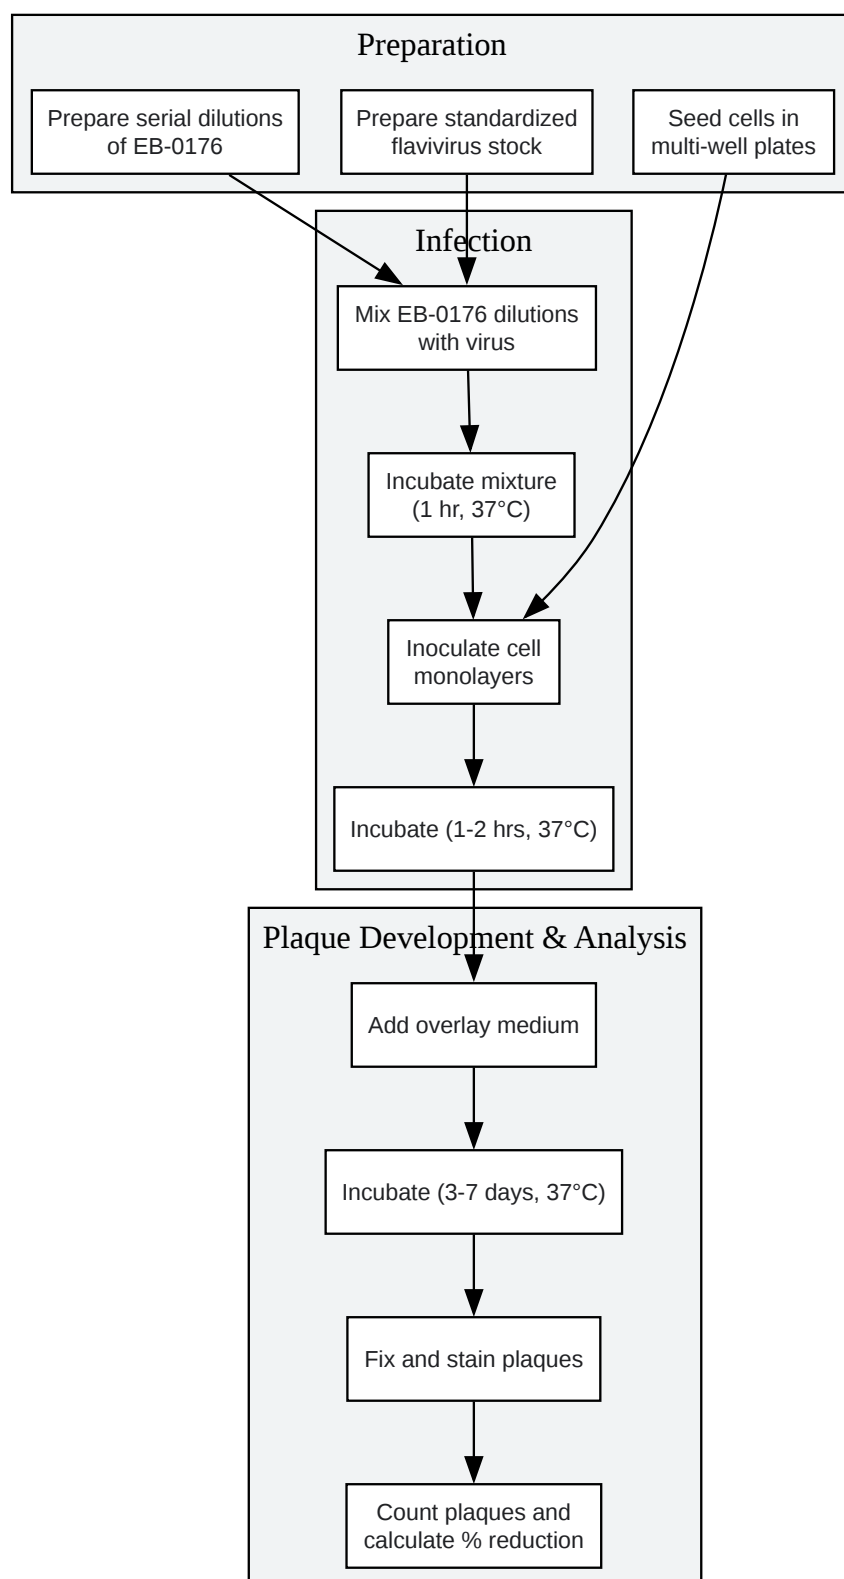 Preparation
Prepare serial dilutions
of EB-0176
Prepare standardized
flavivirus stock
Seed cells in
multi-well plates
Infection
Mix EB-0176 dilutions
with virus
Incubate mixture
(1 hr, 37°C)
Inoculate cell
monolayers
Incubate (1-2 hrs, 37°C)
Plaque Development & Analysis
Add overlay medium
Incubate (3-7 days, 37°C)
Fix and stain plaques
Count plaques and
calculate % reduction